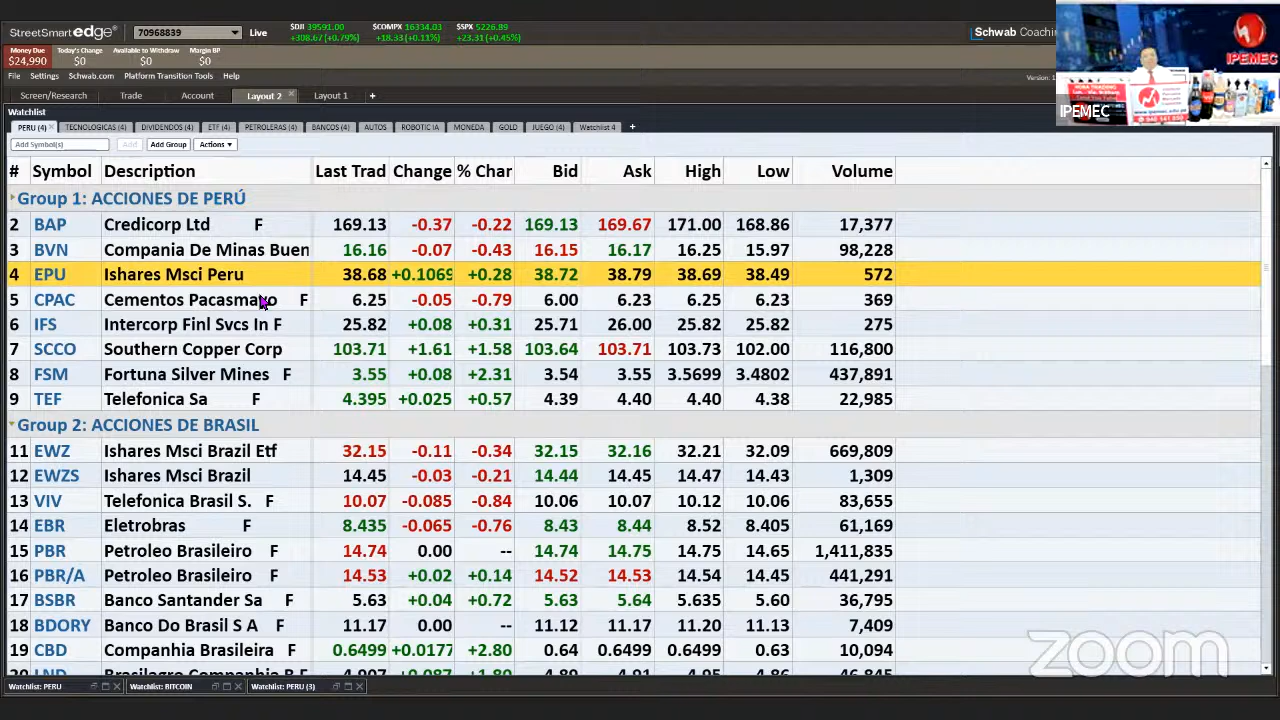 StreetSmart edge® 70968839 Live $DJI 39591.00 +308.67 (+0.79%) $COMPX 16334.03 +18.33 (+0.11%) $SPX 5226.89 +23.31 (+0.45%) Schwab Coachin
Money Due Today's Change Available to Withdraw Margin BP
$24,990 $0 $0 $0
File Settings Schwab.com Platform Transition Tools Help Version: 1
Screen/Research Trade Account Layout 2 Layout 1 +
IPEMEC
IPEMEC
Watchlist
PERU (4) TECNOLOGICAS (4) DIVIDENDOS (4) ETF (4) PETROLERAS (4) BANCOS (4) AUTOS ROBOTIC IA MONEDA GOLD JUEGO (4) Watchlist 4 +
Add Symbol(s) Add Add Group Actions
# Symbol Description Last Trad Change % Char Bid Ask High Low Volume
Group 1: ACCIONES DE PERÚ
2 BAP Credicorp Ltd F 169.13 -0.37 -0.22 169.13 169.67 171.00 168.86 17,377
3 BVN Compania De Minas Buen 16.16 -0.07 -0.43 16.15 16.17 16.25 15.97 98,228
4 EPU Ishares Msci Peru 38.68 +0.1069 +0.28 38.72 38.79 38.69 38.49 572
5 CPAC Cementos Pacasmayo F 6.25 -0.05 -0.79 6.00 6.23 6.25 6.23 369
6 IFS Intercorp Finl Svcs In F 25.82 +0.08 +0.31 25.71 26.00 25.82 25.82 275
7 SCCO Southern Copper Corp 103.71 +1.61 +1.58 103.64 103.71 103.73 102.00 116,800
8 FSM Fortuna Silver Mines F 3.55 +0.08 +2.31 3.54 3.55 3.5699 3.4802 437,891
9 TEF Telefonica Sa F 4.395 +0.025 +0.57 4.39 4.40 4.40 4.38 22,985
Group 2: ACCIONES DE BRASIL
11 EWZ Ishares Msci Brazil Etf 32.15 -0.11 -0.34 32.15 32.16 32.21 32.09 669,809
12 EWZS Ishares Msci Brazil 14.45 -0.03 -0.21 14.44 14.45 14.47 14.43 1,309
13 VIV Telefonica Brasil S. F 10.07 -0.085 -0.84 10.06 10.07 10.12 10.06 83,655
14 EBR Eletrobras F 8.435 -0.065 -0.76 8.43 8.44 8.52 8.405 61,169
15 PBR Petroleo Brasileiro F 14.74 0.00 -- 14.74 14.75 14.75 14.65 1,411,835
16 PBR/A Petroleo Brasileiro F 14.53 +0.02 +0.14 14.52 14.53 14.54 14.45 441,291
17 BSBR Banco Santander Sa F 5.63 +0.04 +0.72 5.63 5.64 5.635 5.60 36,795
18 BDORY Banco Do Brasil S A F 11.17 0.00 -- 11.12 11.17 11.20 11.13 7,409
19 CBD Companhia Brasileira F 0.6499 +0.0177 +2.80 0.64 0.6499 0.6499 0.63 10,094
zoom
Watchlist: PERU Watchlist: BITCOIN Watchlist: PERU (3)